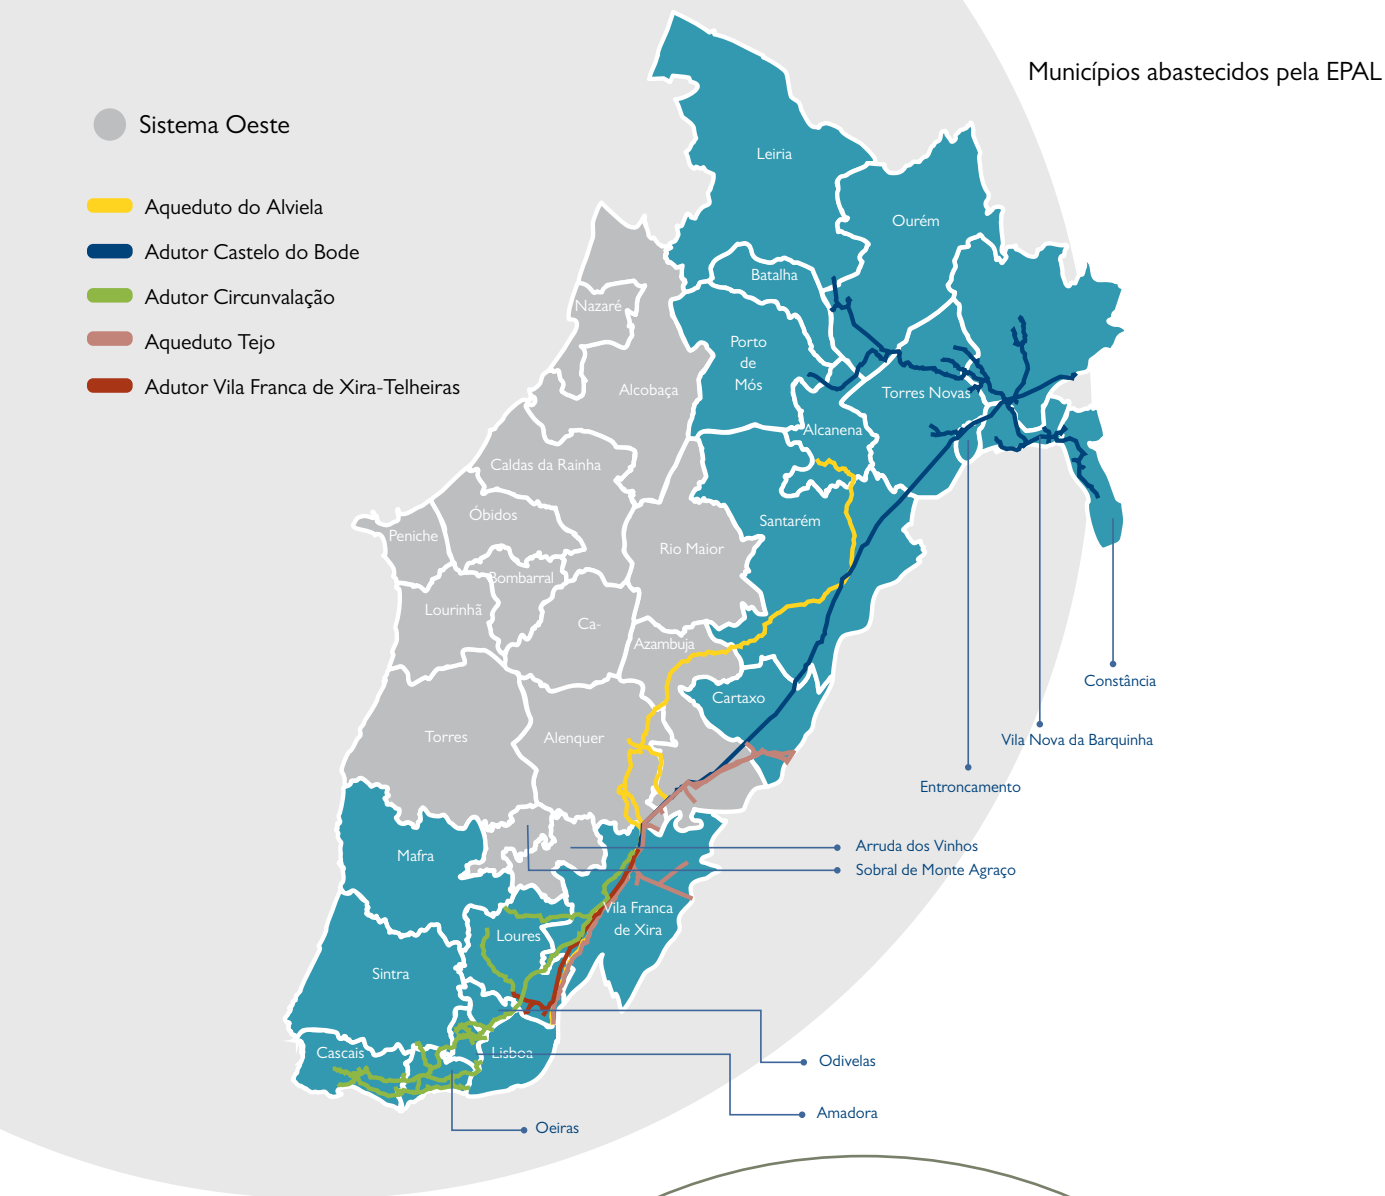 Municípios abastecidos pela EPAL
Sistema Oeste
Aqueduto do Alviela
Adutor Castelo do Bode
Adutor Circunvalação
Aqueduto Tejo
Adutor Vila Franca de Xira-Telheiras
Leiria
Ourém
Batalha
Nazaré
Porto
de
Mós
Alcobaça
Torres Novas
Alcanena
Caldas da Rainha
Óbidos
Santarém
Peniche
Rio Maior
Bombarral
Lourinhã
Ca-
Azambuja
Constância
Cartaxo
Torres
Alenquer
Vila Nova da Barquinha
Entroncamento
Arruda dos Vinhos
Mafra
Sobral de Monte Agraço
Vila Franca
de Xira
Loures
Sintra
Cascais
Lisboa
Odivelas
Amadora
Oeiras